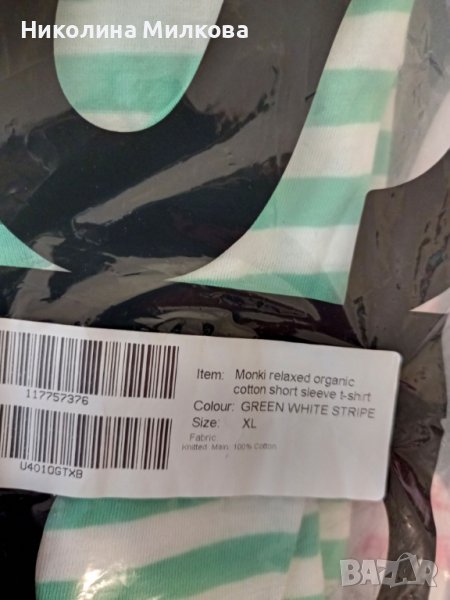 Николина Милкова
Item: Monki relaxed organic
cotton short sleeve t-shirt
Colour: GREEN WHITE STRIPE
Size: XL
Fabric:
Knitted Main: 100% Cotton
117757376
U4010GTXB
BAZAR